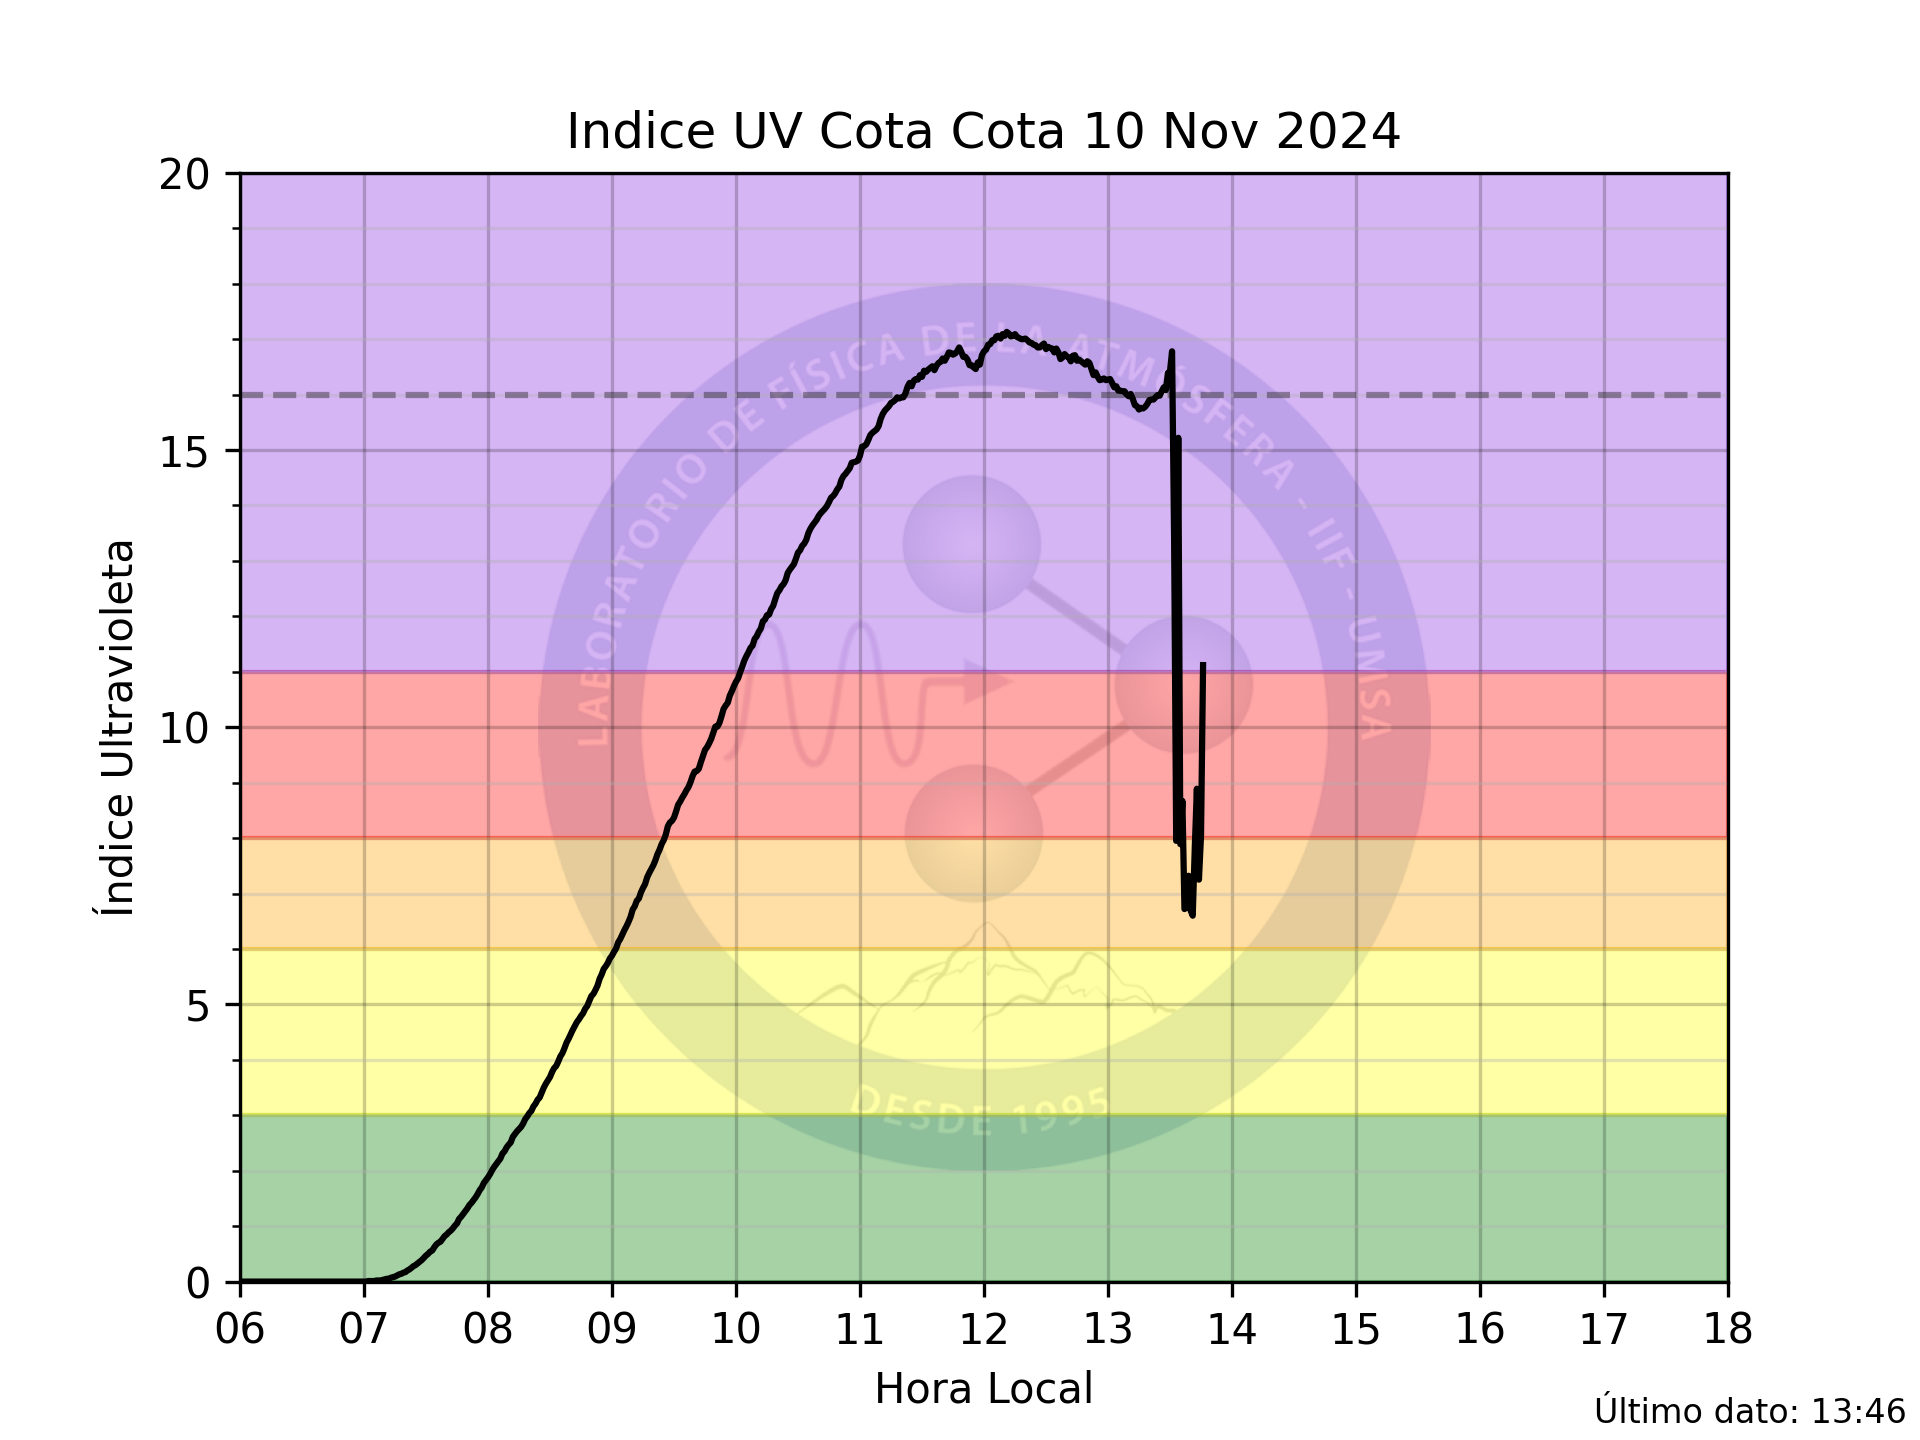 Indice UV Cota Cota 10 Nov 2024
20
15
10
5
0
Índice Ultravioleta
LABORATORIO DE FÍSICA DE LA ATMÓSFERA - IIF - UMSA
DESDE 1995
06 07 08 09 10 11 12 13 14 15 16 17 18
Hora Local
Último dato: 13:46